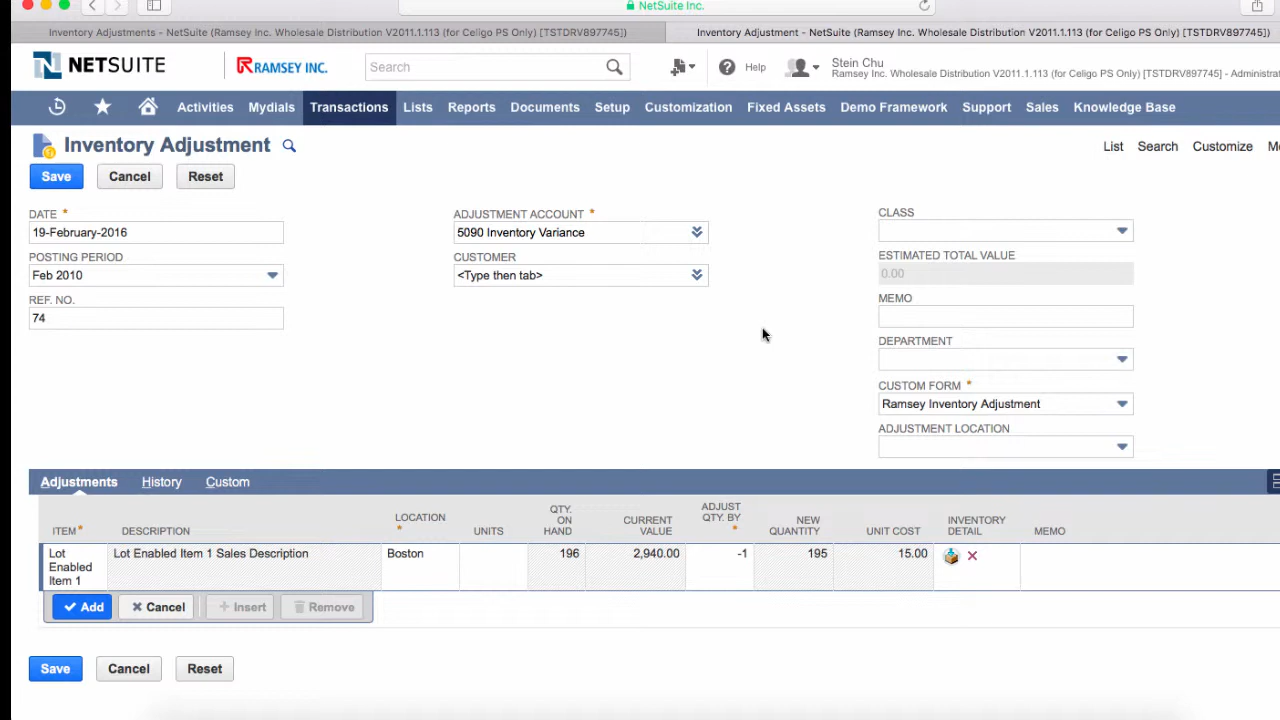 NetSuite Inc.
Inventory Adjustments - NetSuite (Ramsey Inc. Wholesale Distribution V2011.1.113 (for Celigo PS Only) [TSTDRV897745])
Inventory Adjustment - NetSuite (Ramsey Inc. Wholesale Distribution V2011.1.113 (for Celigo PS Only) [TSTDRV897745])
N NETSUITE
RAMSEY INC.
Search
Help
Stein Chu
Ramsey Inc. Wholesale Distribution V2011.1.113 (for Celigo PS Only) [TSTDRV897745] - Administra
Activities Mydials Transactions Lists Reports Documents Setup Customization Fixed Assets Demo Framework Support Sales Knowledge Base
Inventory Adjustment
List Search Customize M
Save Cancel Reset
DATE *
19-February-2016
POSTING PERIOD
Feb 2010
REF. NO.
74
ADJUSTMENT ACCOUNT *
5090 Inventory Variance
CUSTOMER
<Type then tab>
CLASS
ESTIMATED TOTAL VALUE
0.00
MEMO
DEPARTMENT
CUSTOM FORM *
Ramsey Inventory Adjustment
ADJUSTMENT LOCATION
Adjustments History Custom
ITEM * DESCRIPTION LOCATION * UNITS QTY. ON HAND CURRENT VALUE ADJUST QTY. BY * NEW QUANTITY UNIT COST INVENTORY DETAIL MEMO
Lot Enabled Item 1 Lot Enabled Item 1 Sales Description Boston 196 2,940.00 -1 195 15.00
Add Cancel Insert Remove
Save Cancel Reset